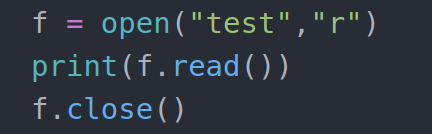 f = open("test","r")
print(f.read())
f.close()